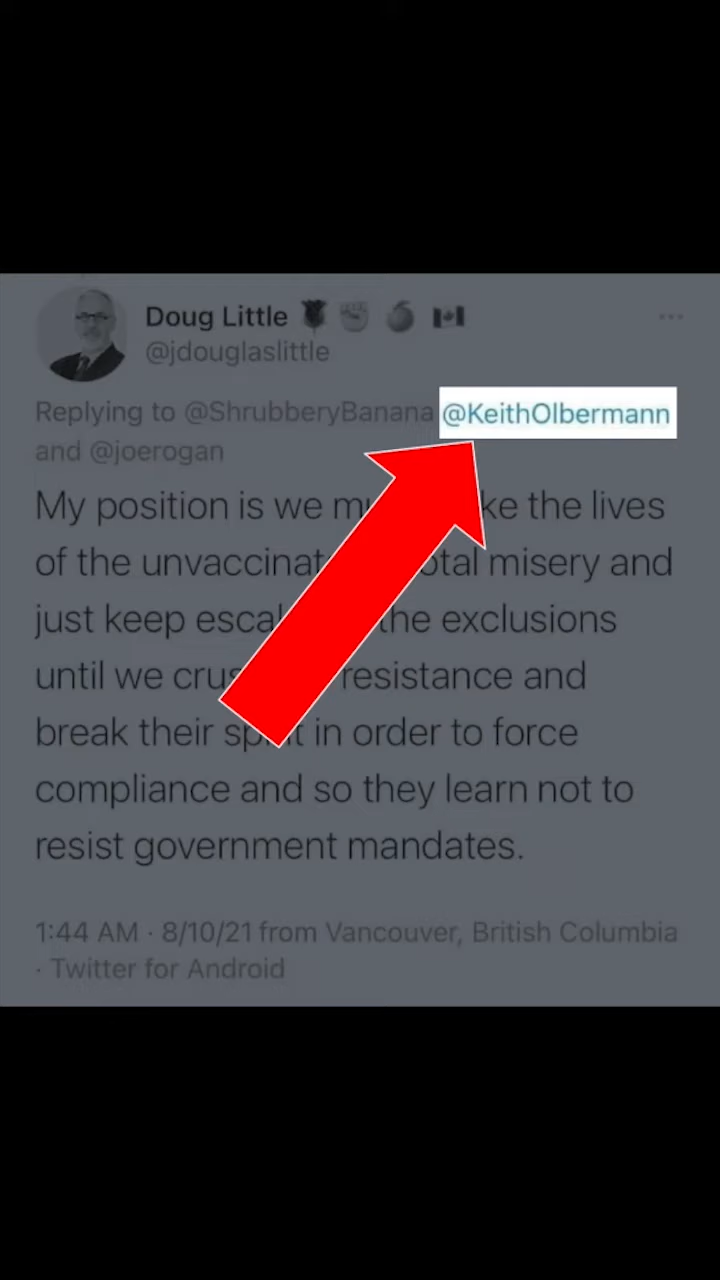 Doug Little
@jdouglaslittle
Replying to @ShrubberyBanana @KeithOlbermann
and @joerogan
My position is we the lives
of the misery and
just keep the exclusions
until we resistance and
break their spirit in order to force
compliance and so they learn not to
resist government mandates.
1:44 AM · 8/10/21 from Vancouver, British Columbia
· Twitter for Android